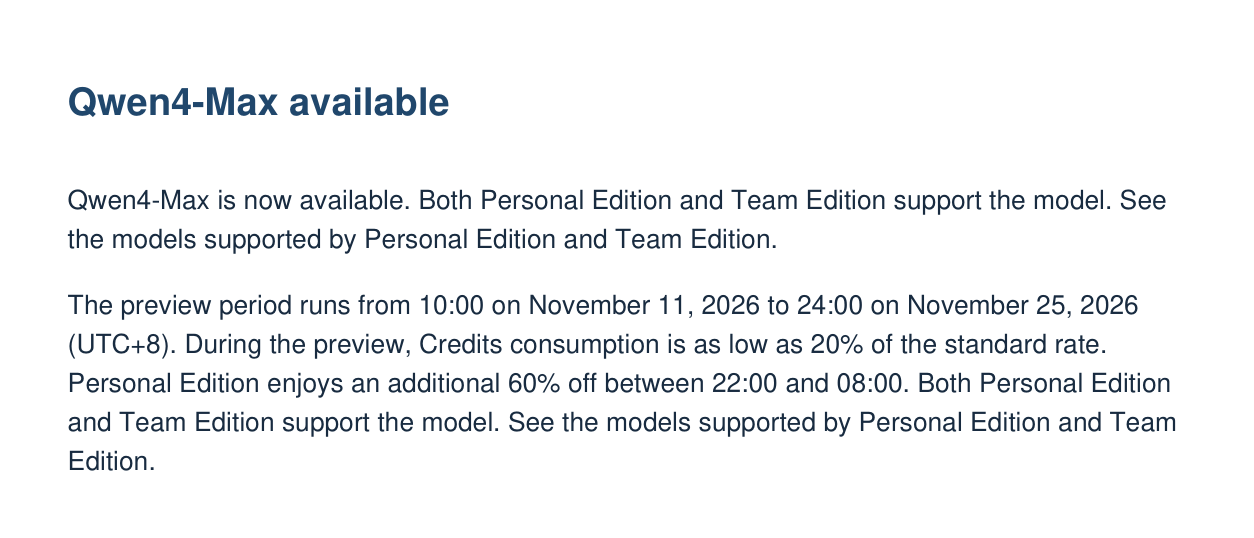 Qwen4-Max available
Qwen4-Max is now available. Both Personal Edition and Team Edition support the model. See
the models supported by Personal Edition and Team Edition.
The preview period runs from 10:00 on November 11, 2026 to 24:00 on November 25, 2026
(UTC+8). During the preview, Credits consumption is as low as 20% of the standard rate.
Personal Edition enjoys an additional 60% off between 22:00 and 08:00. Both Personal Edition
and Team Edition support the model. See the models supported by Personal Edition and Team
Edition.